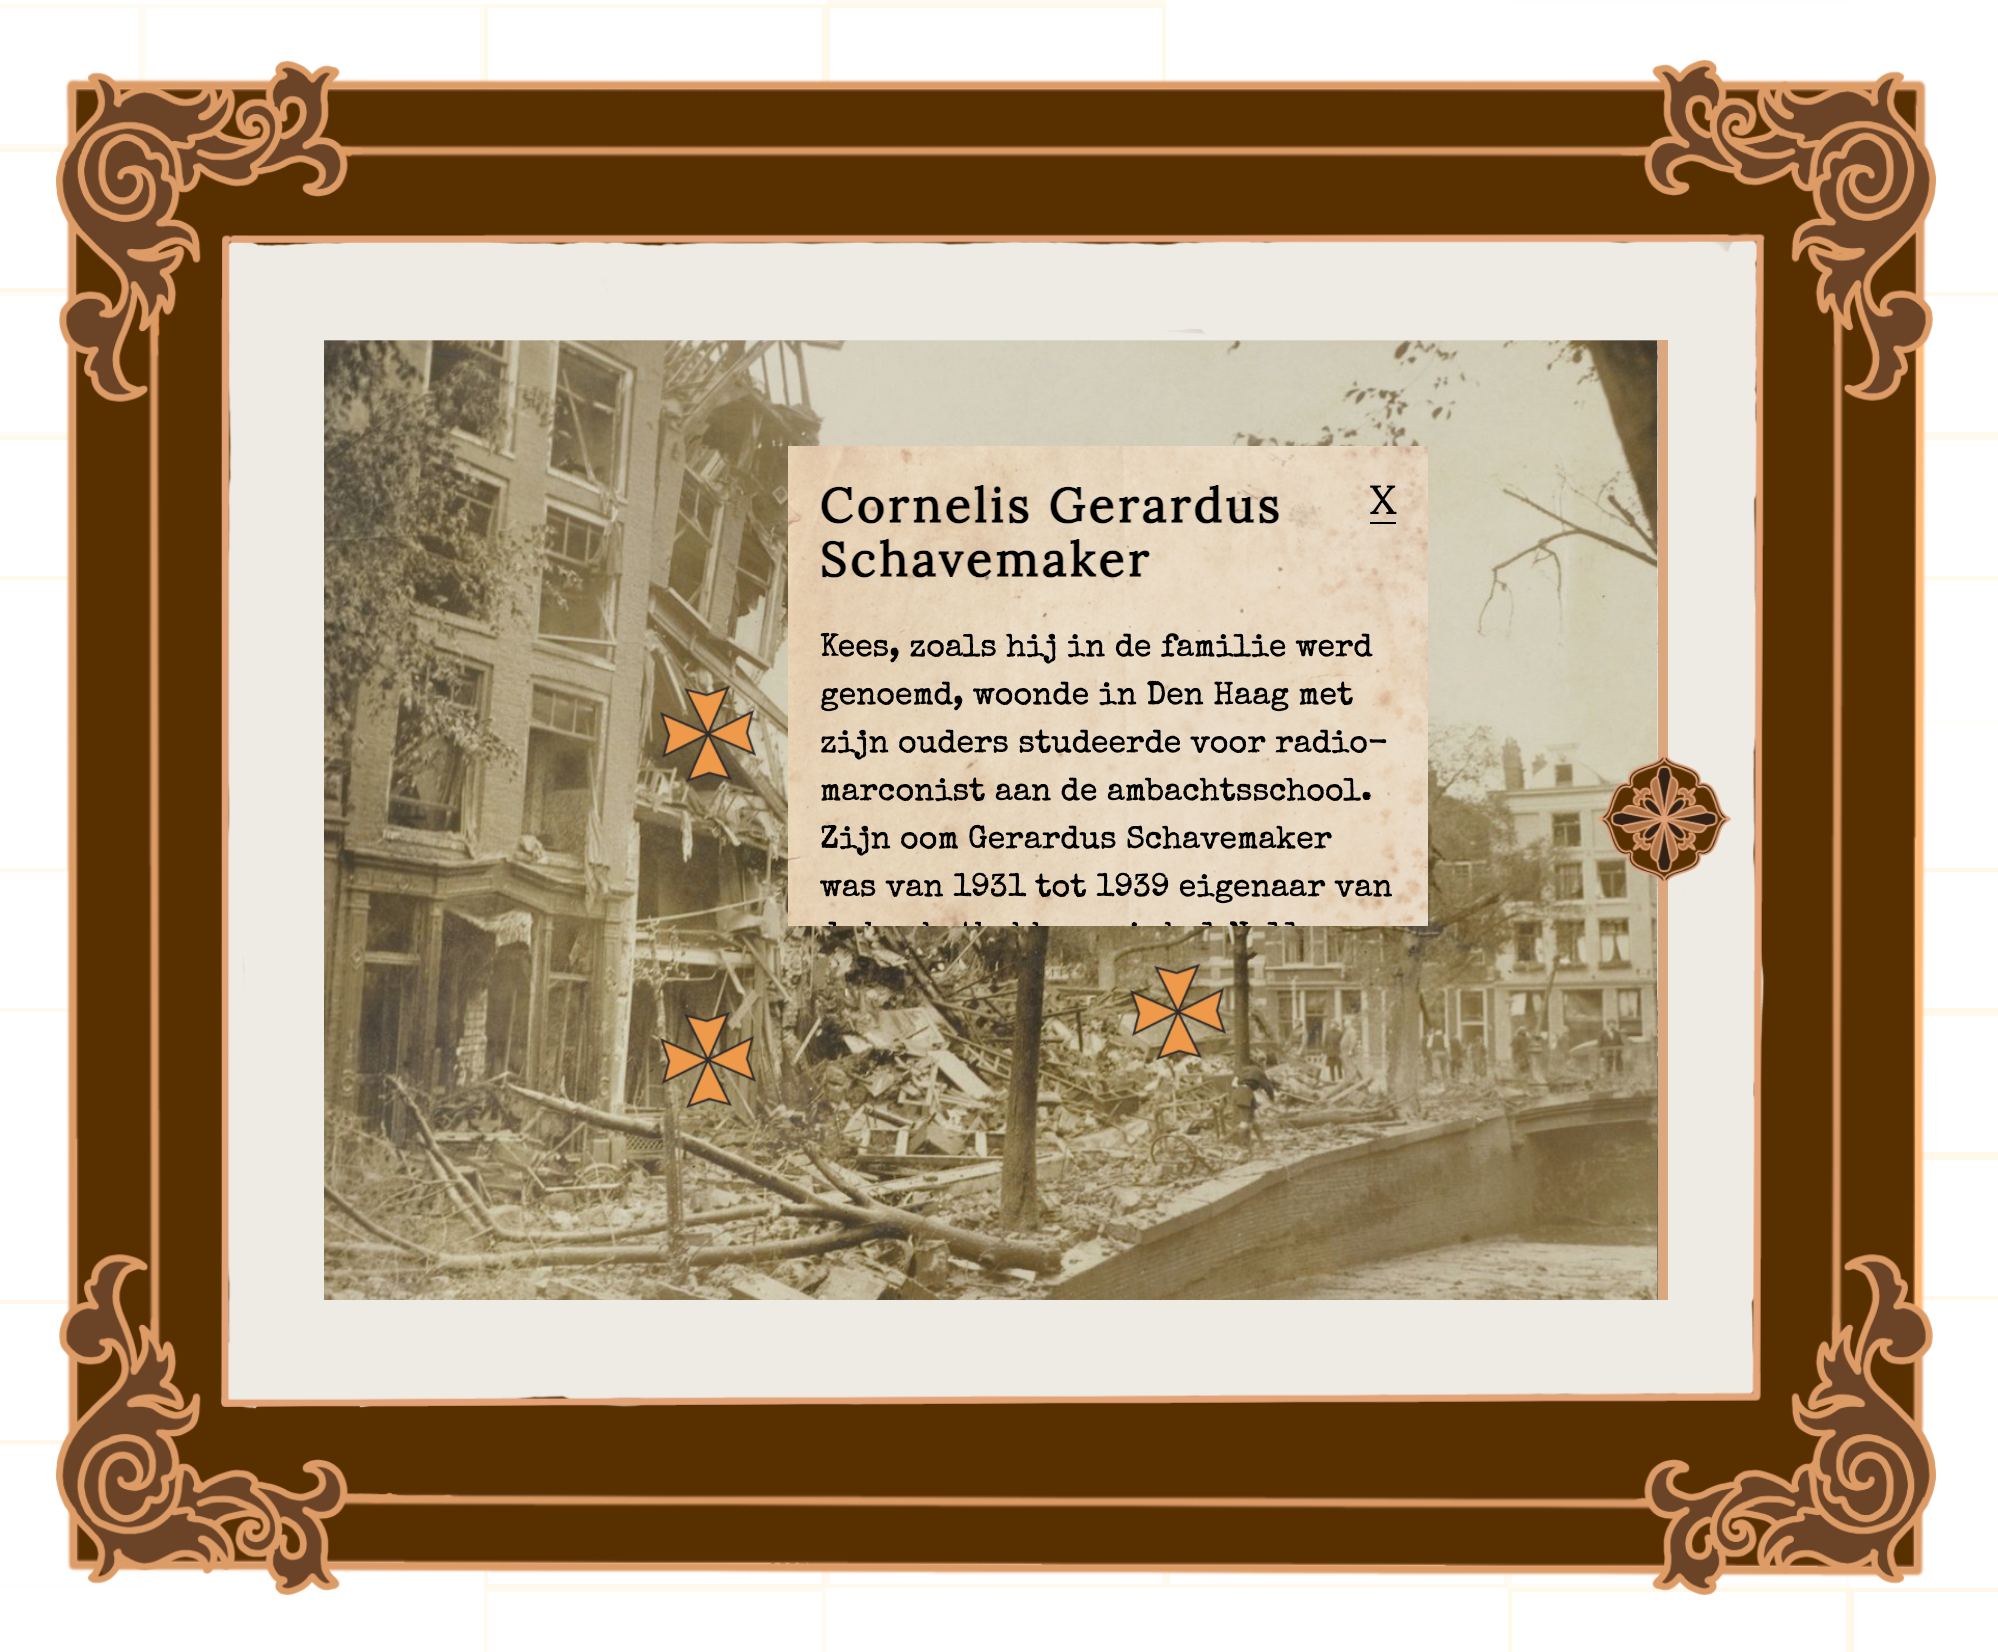 Cornelis Gerardus
X
Schavemaker
Kees, zoals hij in de familie werd
genoemd, woonde in Den Haag met
zijn ouders studeerde voor radio-
marconist aan de ambachtsschool.
Zijn oom Gerardus Schavemaker
was van 1931 tot 1939 eigenaar van